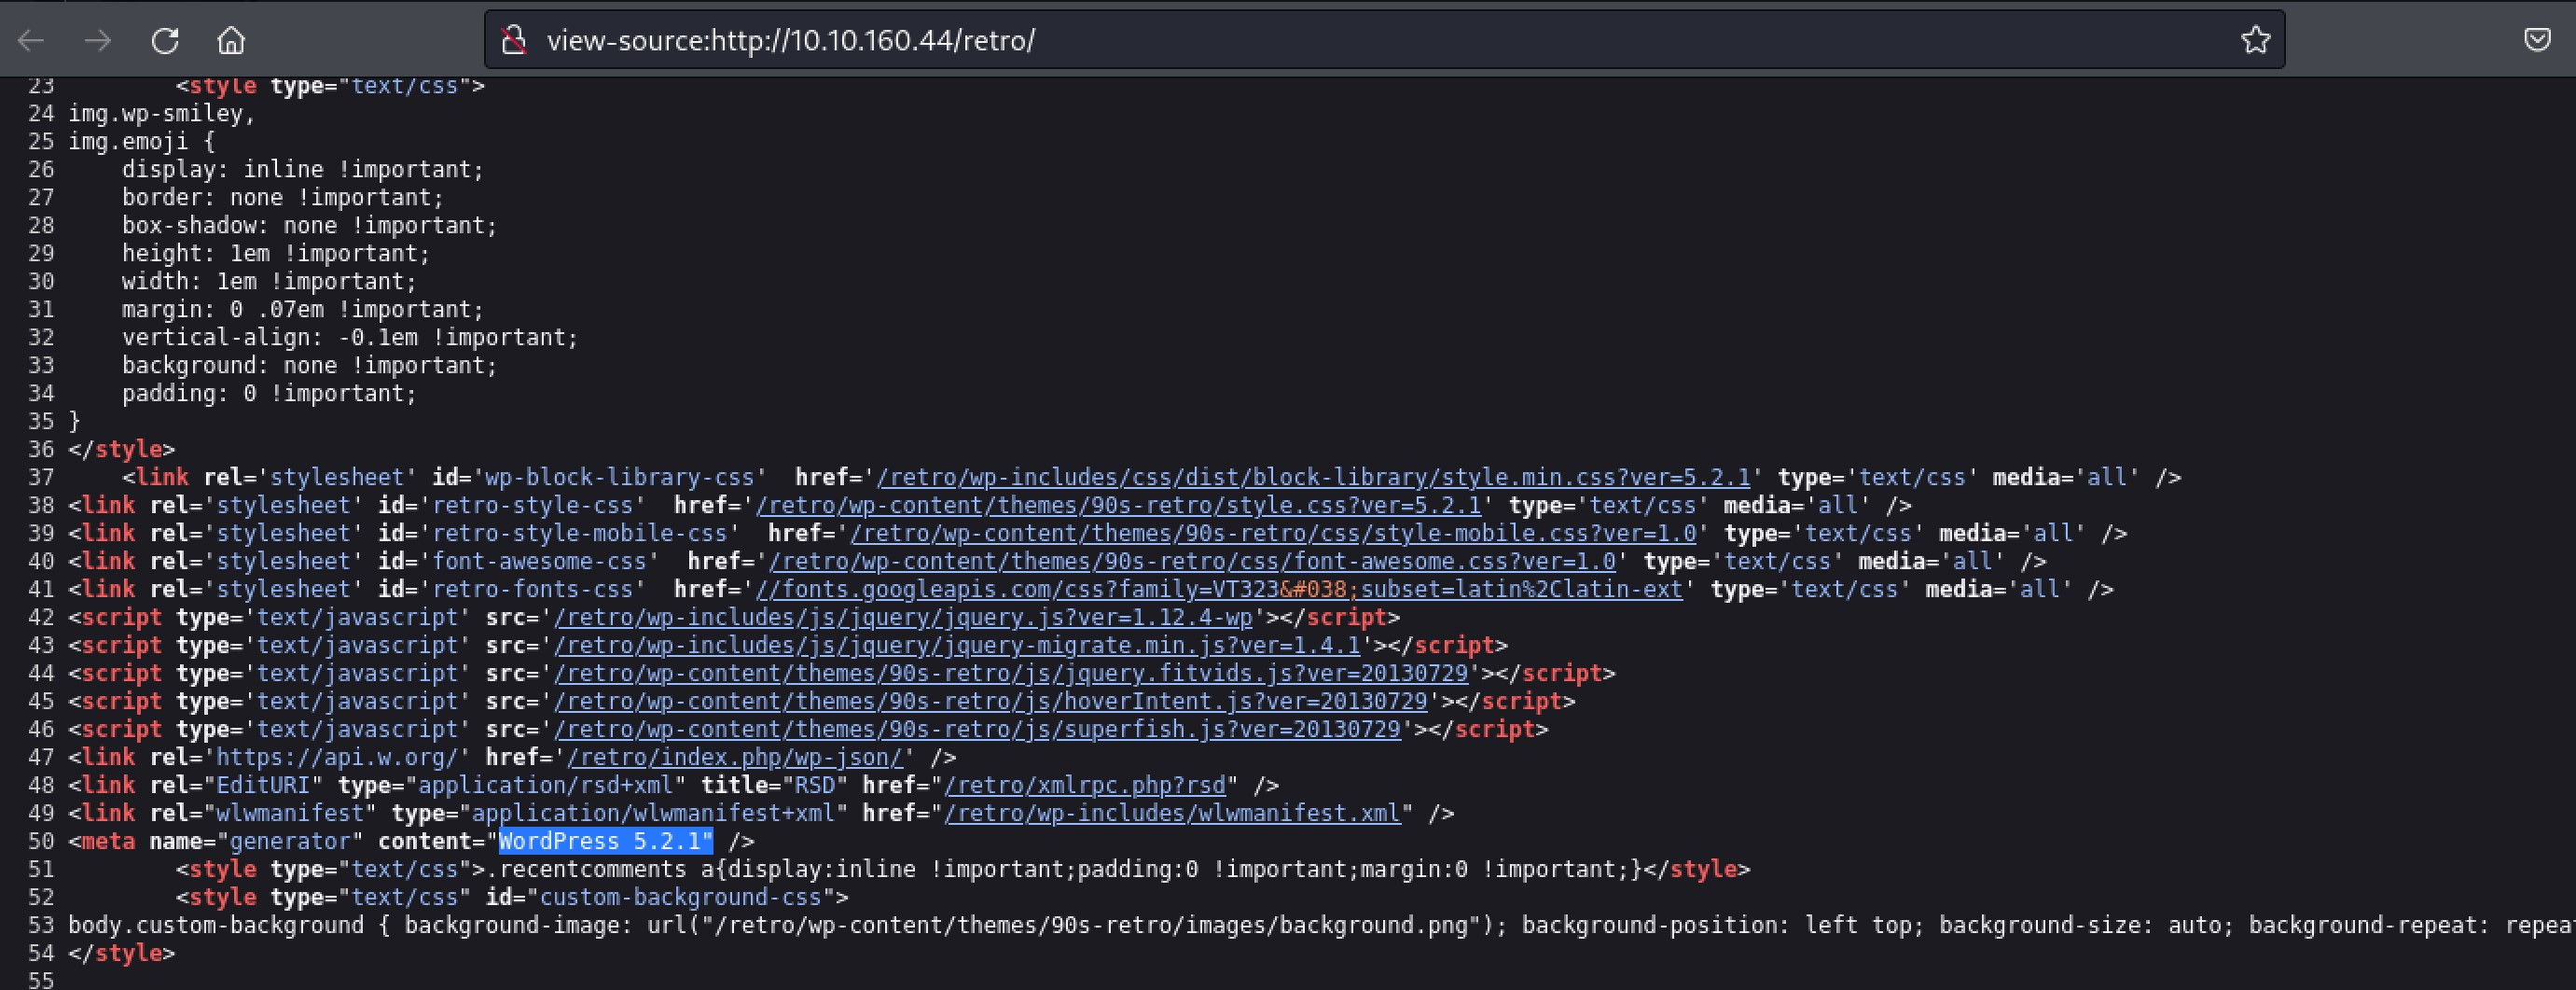 view-source:http://10.10.160.44/retro/
23 <style type="text/css">
24 img.wp-smiley,
25 img.emoji {
26 display: inline !important;
27 border: none !important;
28 box-shadow: none !important;
29 height: 1em !important;
30 width: 1em !important;
31 margin: 0 .07em !important;
32 vertical-align: -0.1em !important;
33 background: none !important;
34 padding: 0 !important;
35 }
36 </style>
37 <link rel='stylesheet' id='wp-block-library-css'  href='/retro/wp-includes/css/dist/block-library/style.min.css?ver=5.2.1' type='text/css' media='all' />
38 <link rel='stylesheet' id='retro-style-css'  href='/retro/wp-content/themes/90s-retro/style.css?ver=5.2.1' type='text/css' media='all' />
39 <link rel='stylesheet' id='retro-style-mobile-css'  href='/retro/wp-content/themes/90s-retro/css/style-mobile.css?ver=1.0' type='text/css' media='all' />
40 <link rel='stylesheet' id='font-awesome-css'  href='/retro/wp-content/themes/90s-retro/css/font-awesome.css?ver=1.0' type='text/css' media='all' />
41 <link rel='stylesheet' id='retro-fonts-css'  href='//fonts.googleapis.com/css?family=VT323&#038;subset=latin%2Clatin-ext' type='text/css' media='all' />
42 <script type='text/javascript' src='/retro/wp-includes/js/jquery/jquery.js?ver=1.12.4-wp'></script>
43 <script type='text/javascript' src='/retro/wp-includes/js/jquery/jquery-migrate.min.js?ver=1.4.1'></script>
44 <script type='text/javascript' src='/retro/wp-content/themes/90s-retro/js/jquery.fitvids.js?ver=20130729'></script>
45 <script type='text/javascript' src='/retro/wp-content/themes/90s-retro/js/hoverIntent.js?ver=20130729'></script>
46 <script type='text/javascript' src='/retro/wp-content/themes/90s-retro/js/superfish.js?ver=20130729'></script>
47 <link rel='https://api.w.org/' href='/retro/index.php/wp-json/' />
48 <link rel="EditURI" type="application/rsd+xml" title="RSD" href="/retro/xmlrpc.php?rsd" />
49 <link rel="wlwmanifest" type="application/wlwmanifest+xml" href="/retro/wp-includes/wlwmanifest.xml" />
50 <meta name="generator" content="WordPress 5.2.1" />
51 <style type="text/css">.recentcomments a{display:inline !important;padding:0 !important;margin:0 !important;}</style>
52 <style type="text/css" id="custom-background-css">
53 body.custom-background { background-image: url("/retro/wp-content/themes/90s-retro/images/background.png"); background-position: left top; background-size: auto; background-repeat: repea
54 </style>
55